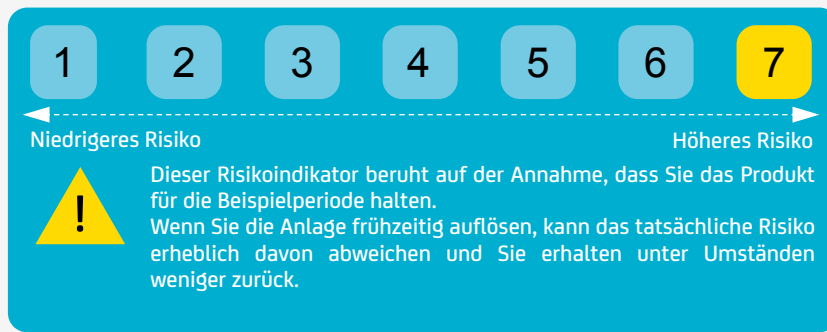 1 2 3 4 5 6 7
Niedrigeres Risiko Höheres Risiko
! Dieser Risikoindikator beruht auf der Annahme, dass Sie das Produkt
für die Beispielperiode halten.
Wenn Sie die Anlage frühzeitig auflösen, kann das tatsächliche Risiko
erheblich davon abweichen und Sie erhalten unter Umständen
weniger zurück.